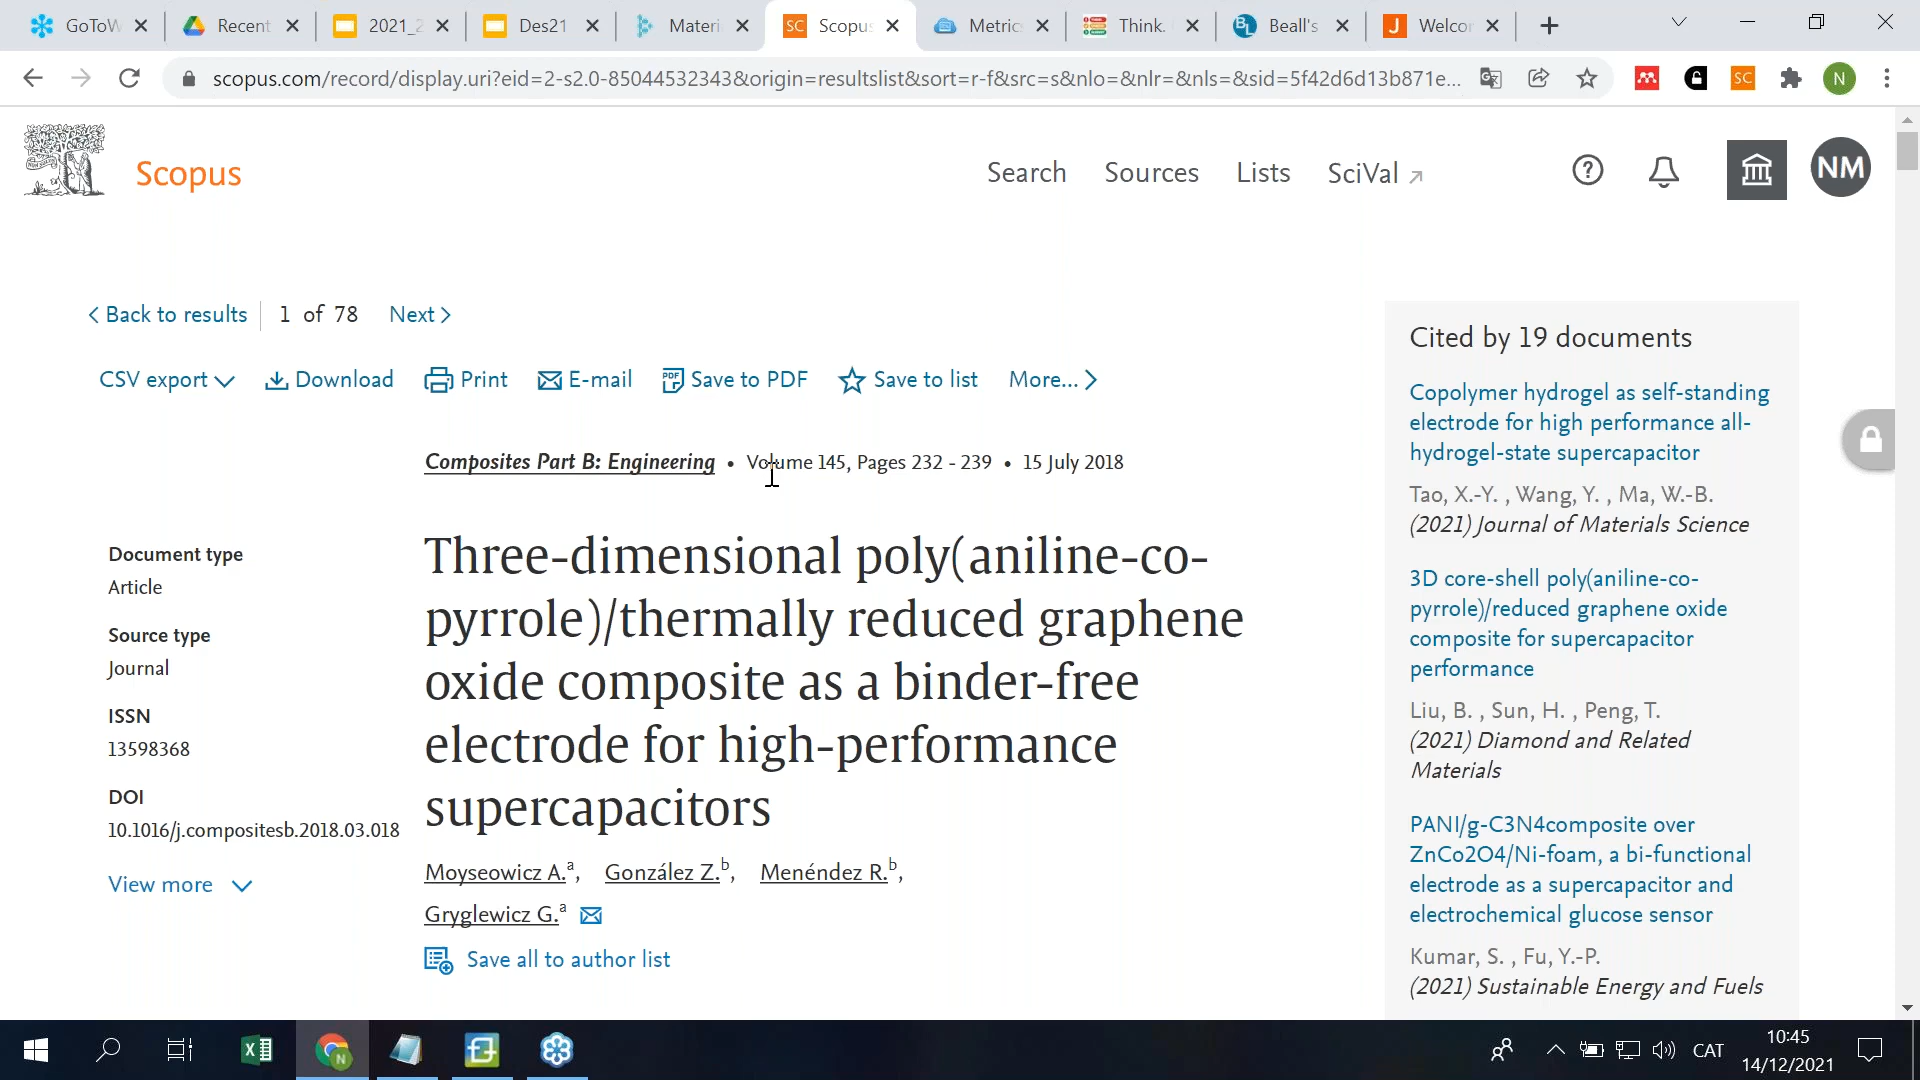 GoToW
Recent
2021_2
Des21
Materi
SC Scopus
Metric
Think.
BL Beall's
J Welcor
scopus.com/record/display.uri?eid=2-s2.0-85044532343&origin=resultslist&sort=r-f&src=s&nlo=&nlr=&nls=&sid=5f42d6d13b871e...
SC
N
Scopus
Search
Sources
Lists
SciVal
NM
Back to results
1 of 78
Next
CSV export
Download
Print
E-mail
Save to PDF
Save to list
More...
Composites Part B: Engineering • Volume 145, Pages 232 - 239 • 15 July 2018
Document type
Article
Source type
Journal
ISSN
13598368
DOI
10.1016/j.compositesb.2018.03.018
View more
Three-dimensional poly(aniline-co-
pyrrole)/thermally reduced graphene
oxide composite as a binder-free
electrode for high-performance
supercapacitors
Moyseowicz A.a, González Z.b, Menéndez R.b,
Gryglewicz G.a
Save all to author list
Cited by 19 documents
Copolymer hydrogel as self-standing
electrode for high performance all-
hydrogel-state supercapacitor
Tao, X.-Y. , Wang, Y. , Ma, W.-B.
(2021) Journal of Materials Science
3D core-shell poly(aniline-co-
pyrrole)/reduced graphene oxide
composite for supercapacitor
performance
Liu, B. , Sun, H. , Peng, T.
(2021) Diamond and Related
Materials
PANI/g-C3N4composite over
ZnCo2O4/Ni-foam, a bi-functional
electrode as a supercapacitor and
electrochemical glucose sensor
Kumar, S. , Fu, Y.-P.
(2021) Sustainable Energy and Fuels
N
CAT
10:45
14/12/2021